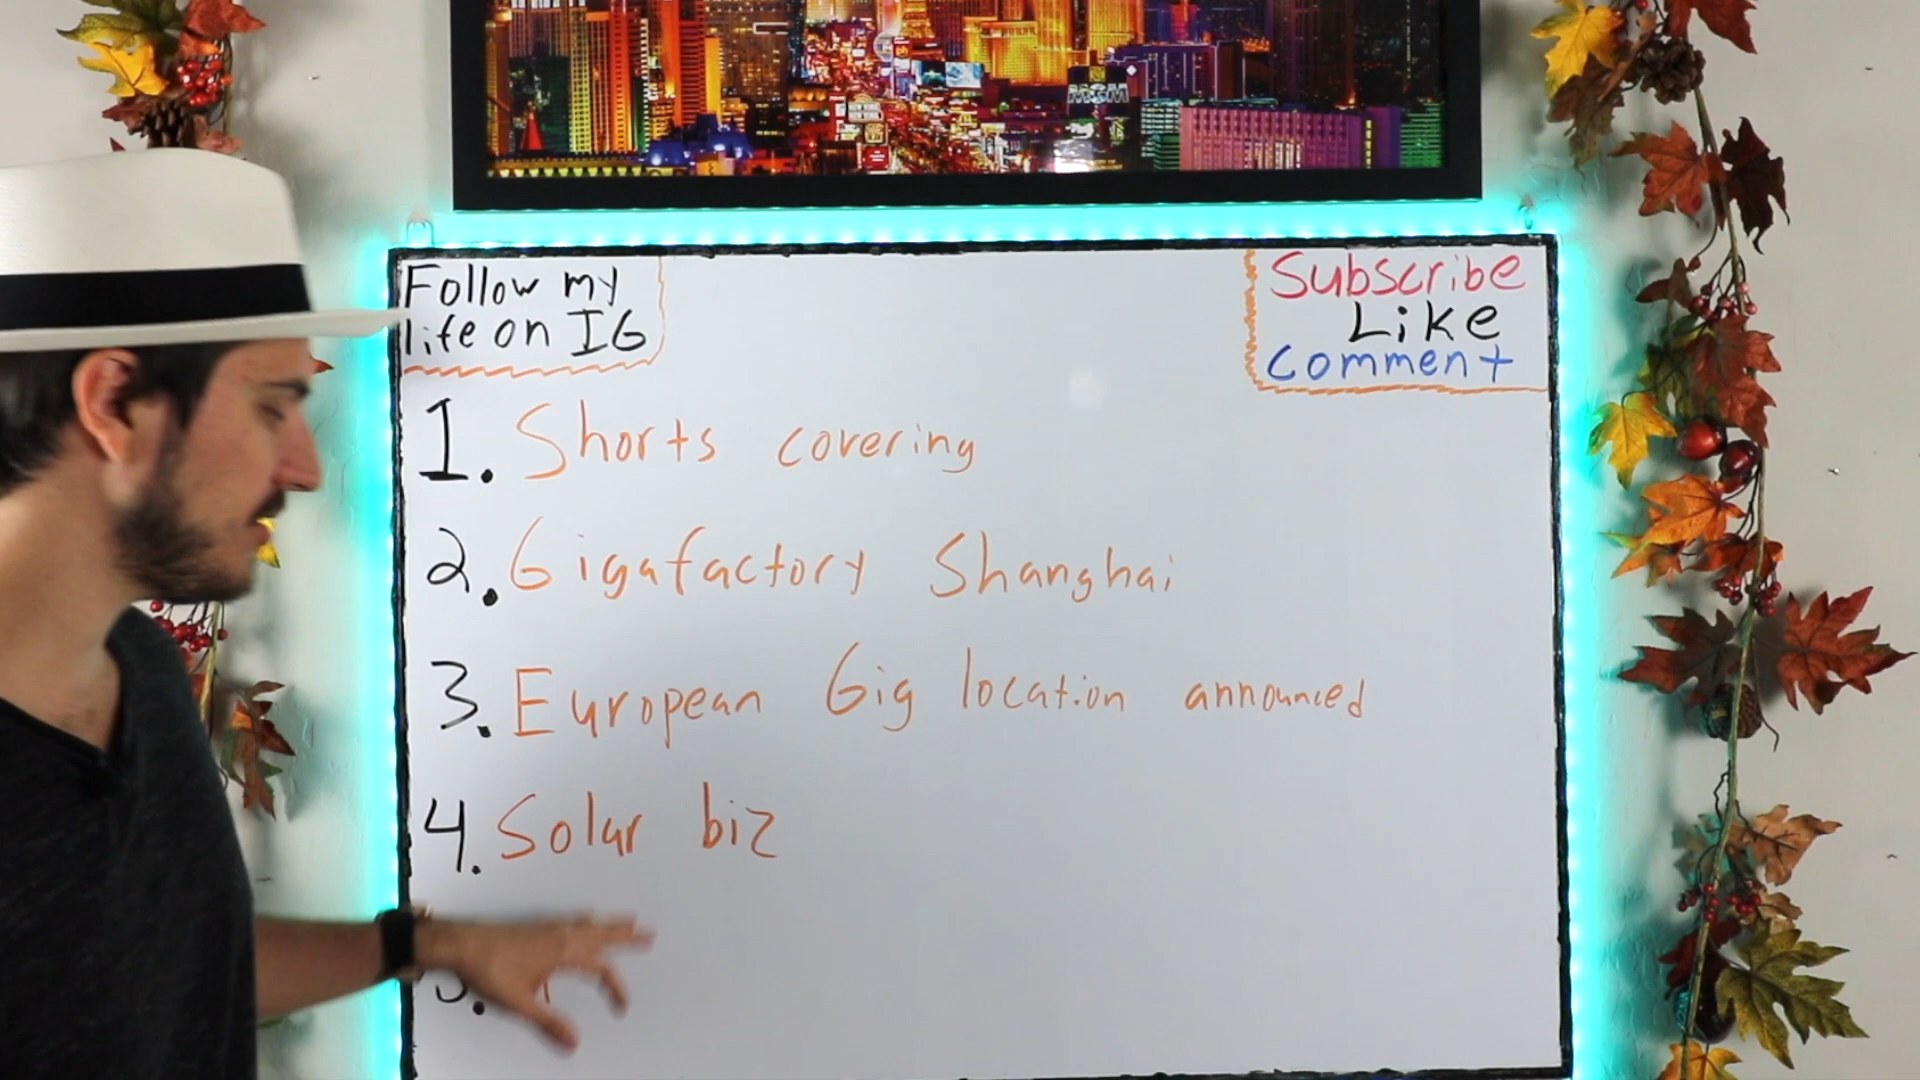 MGM
Follow my
life on IG
Subscribe
Like
Comment
1. Shorts covering
2. Gigafactory Shanghai
3. European Gig location announced
4. Solar biz
5.